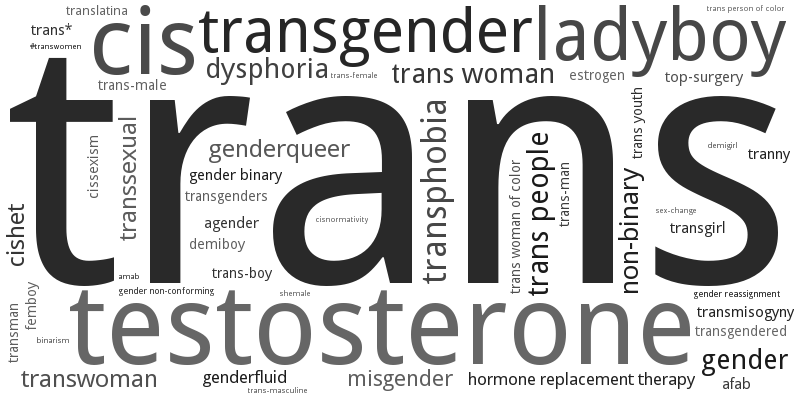 translatina
trans person of color
trans*
cis
transgender
ladyboy
#transwomen
dysphoria
trans-female
trans woman
estrogen
top-surgery
trans-male
trans
cissexism
transsexual
genderqueer
transphobia
trans youth
demigirl
tranny
gender binary
transgenders
trans woman of color
trans people
trans-man
non-binary
cishet
agender
cisnormativity
sex-change
transgirl
demiboy
trans-boy
amab
gender non-conforming
shemale
gender reassignment
transman
femboy
testosterone
transmisogyny
transgendered
binarism
gender
transwoman
genderfluid
misgender
hormone replacement therapy
afab
trans-masculine